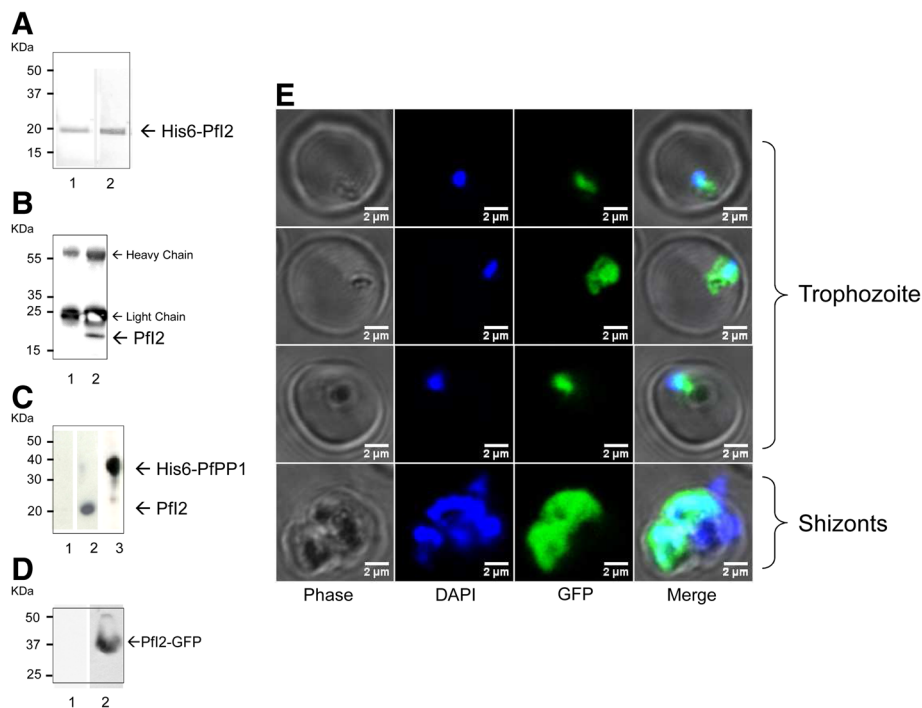 A
KDa
50
37
20
15
← His6-PfI2
1 2
B
KDa
55
35
25
15
← Heavy Chain
← Light Chain
← PfI2
1 2
C
KDa
50
40
30
20
← His6-PfPP1
← PfI2
1 2 3
D
KDa
50
37
25
←PfI2-GFP
1 2
E
2 µm 2 µm 2 µm 2 µm
2 µm 2 µm 2 µm 2 µm
2 µm 2 µm 2 µm 2 µm
2 µm 2 µm 2 µm 2 µm
Trophozoite
Shizonts
Phase DAPI GFP Merge